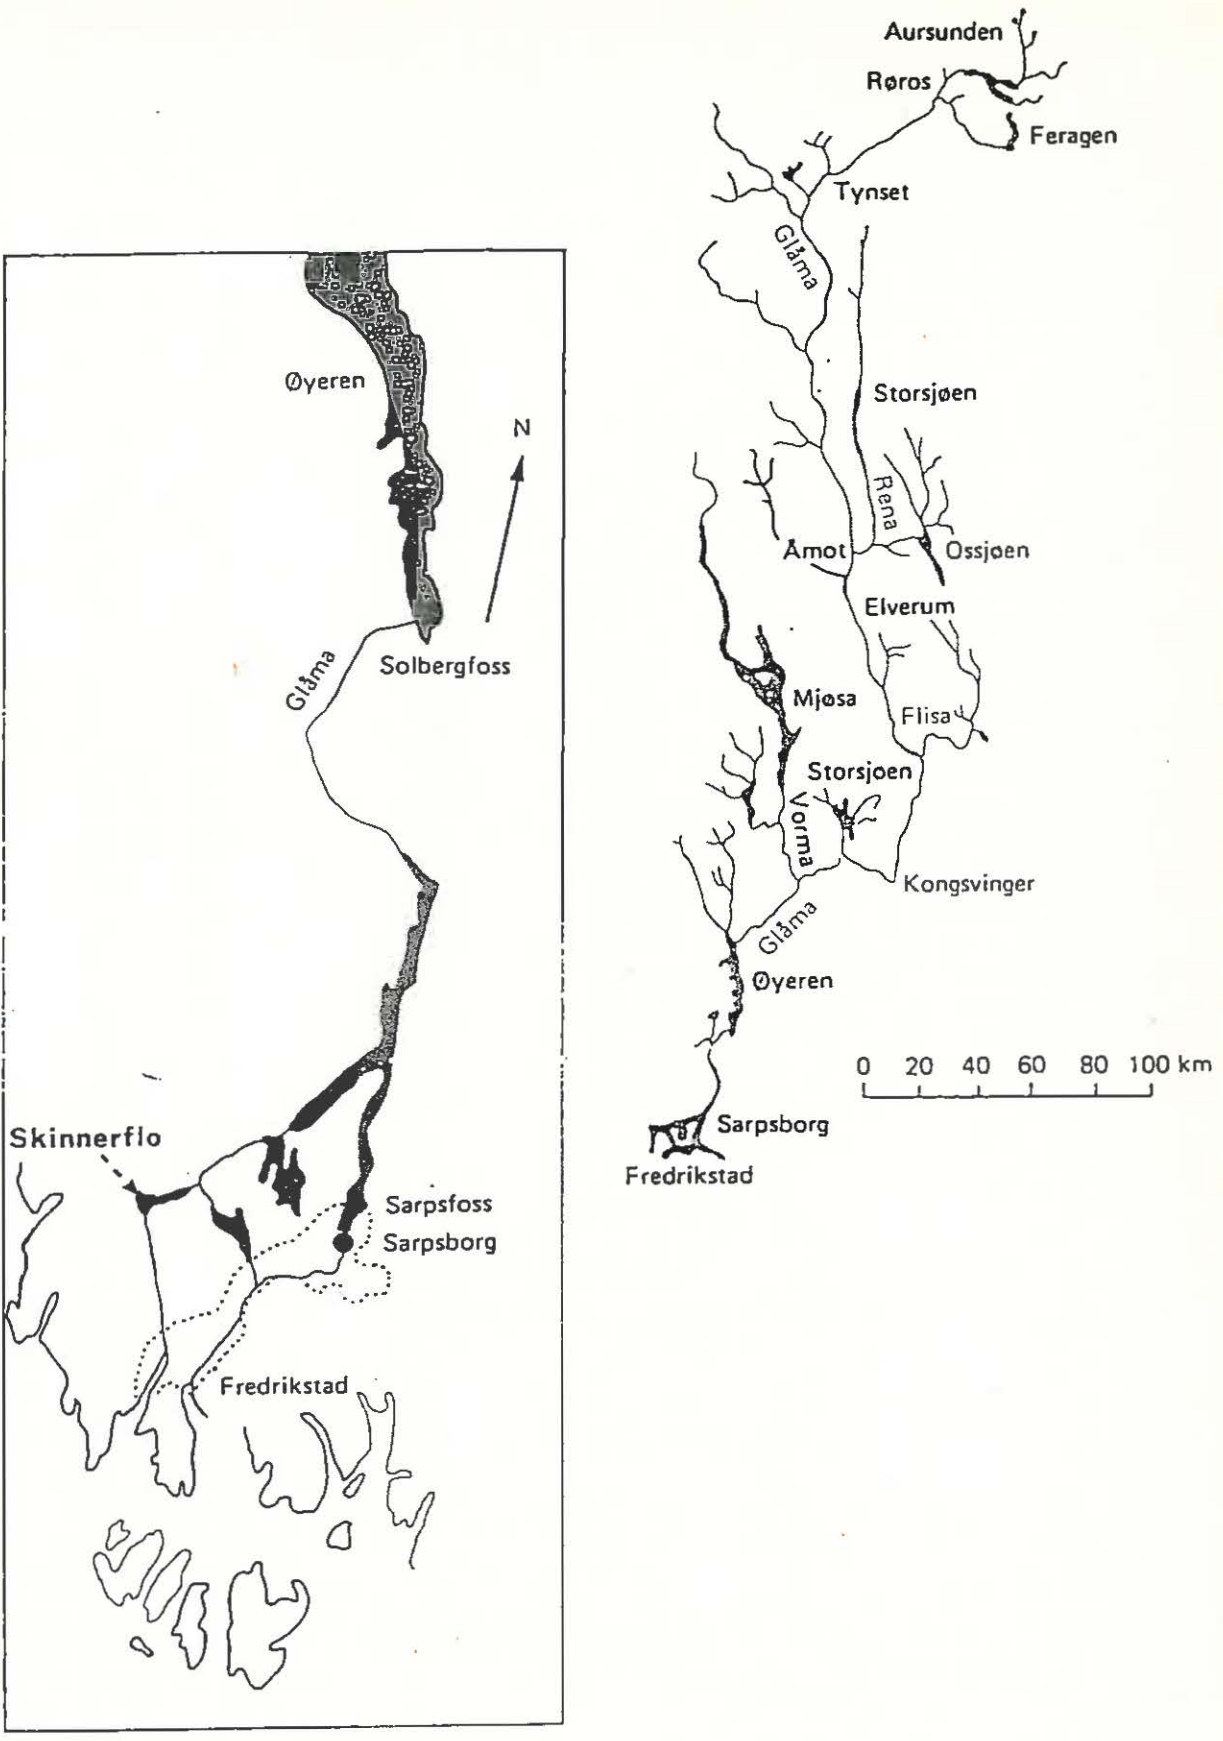 Øyeren
N
Glåma
Solbergfoss
Skinnerflo
Sarpsfoss
Sarpsborg
Fredrikstad
Aursunden
Røros
Feragen
Tynset
Glåma
Storsjøen
Rena
Åmot
Ossjøen
Elverum
Mjøsa
Flisa
Storsjøen
Vorma
Kongsvinger
Glåma
Øyeren
0 20 40 60 80 100 km
Sarpsborg
Fredrikstad